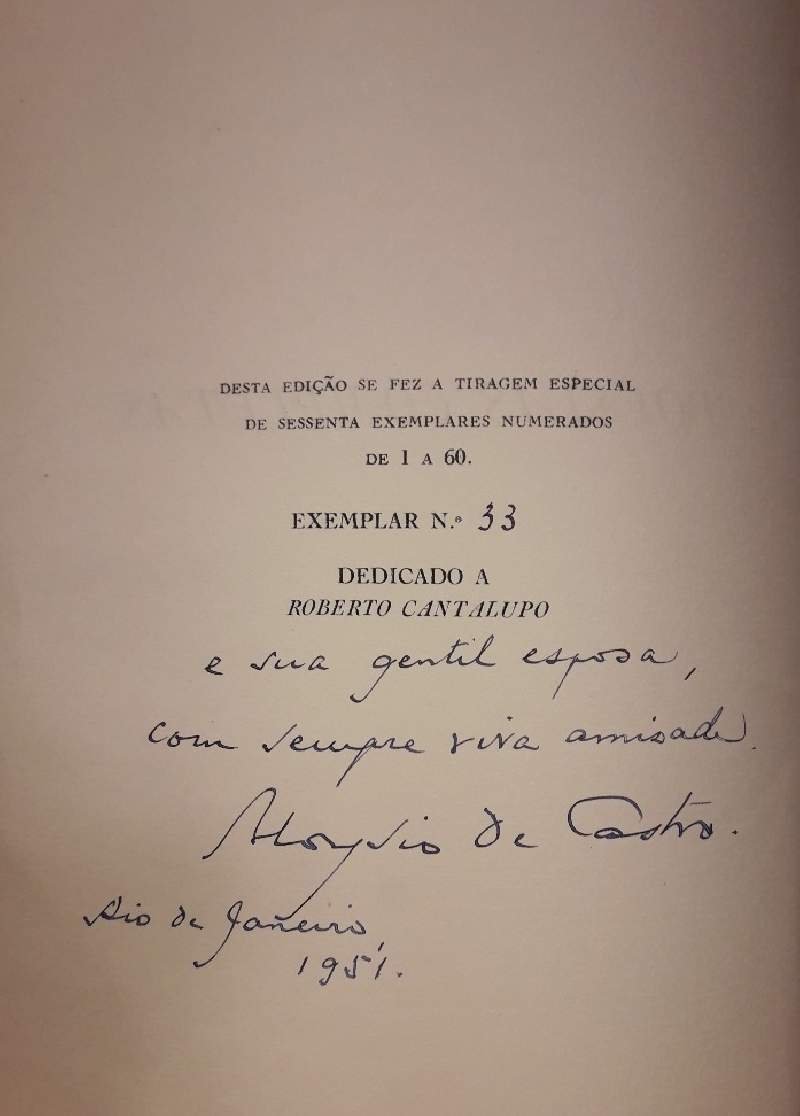 DESTA EDIÇÃO SE FEZ A TIRAGEM ESPECIAL
DE SESSENTA EXEMPLARES NUMERADOS
DE 1 A 60.
EXEMPLAR N.º 33
DEDICADO A
ROBERTO CANTALUPO
e sua gentil esposa,
com sempre viva amizade.
Aloysio de Castro.
Rio de Janeiro,
1951.